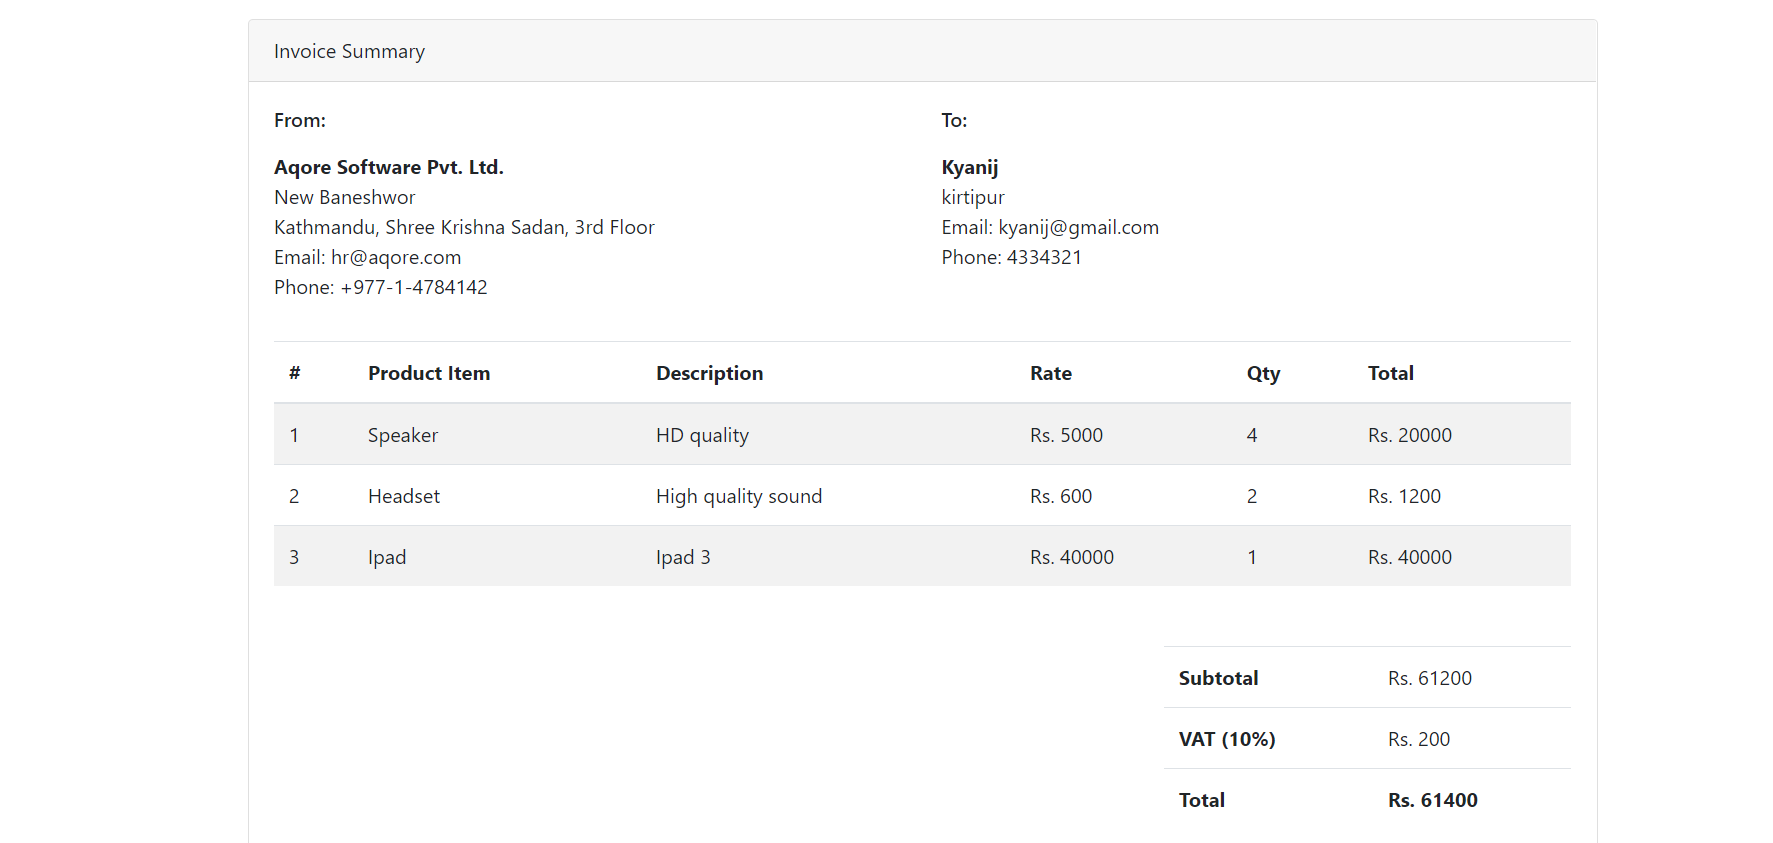 Invoice Summary
From:
Aqore Software Pvt. Ltd.
New Baneshwor
Kathmandu, Shree Krishna Sadan, 3rd Floor
Email: hr@aqore.com
Phone: +977-1-4784142
To:
Kyanij
kirtipur
Email: kyanij@gmail.com
Phone: 4334321
# Product Item Description Rate Qty Total
1 Speaker HD quality Rs. 5000 4 Rs. 20000
2 Headset High quality sound Rs. 600 2 Rs. 1200
3 Ipad Ipad 3 Rs. 40000 1 Rs. 40000
Subtotal Rs. 61200
VAT (10%) Rs. 200
Total Rs. 61400